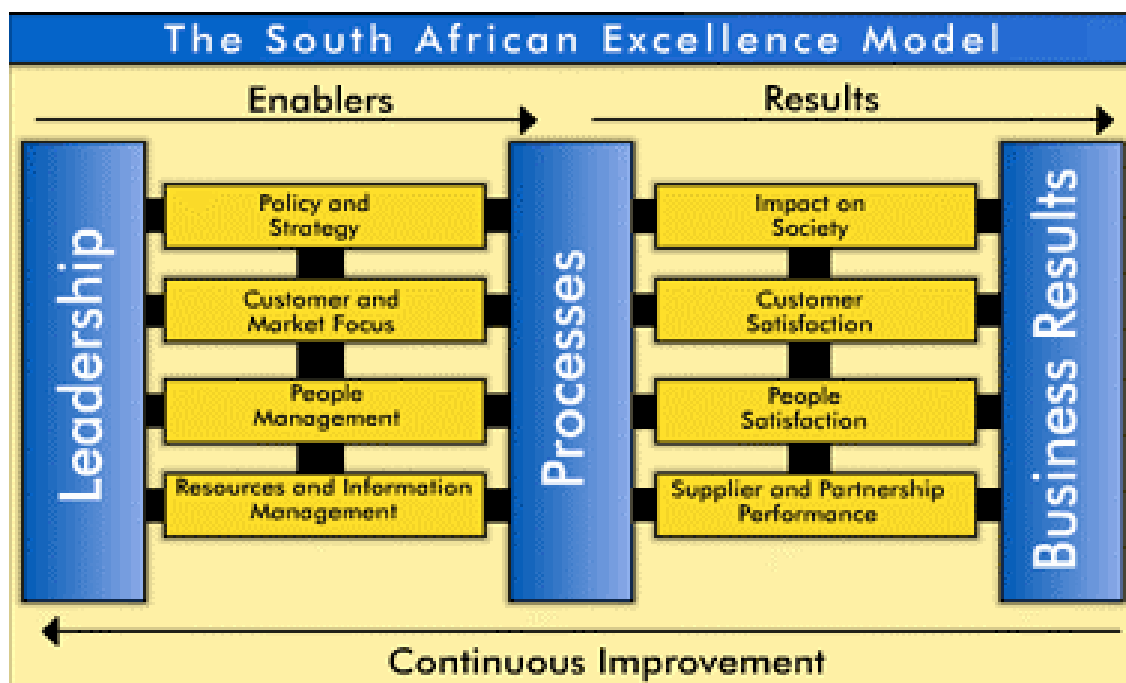 The South African Excellence Model
Enablers
Results
Leadership
Policy and
Strategy
Customer and
Market Focus
People
Management
Resources and Information
Management
Processes
Impact on
Society
Customer
Satisfaction
People
Satisfaction
Supplier and Partnership
Performance
Business Results
Continuous Improvement